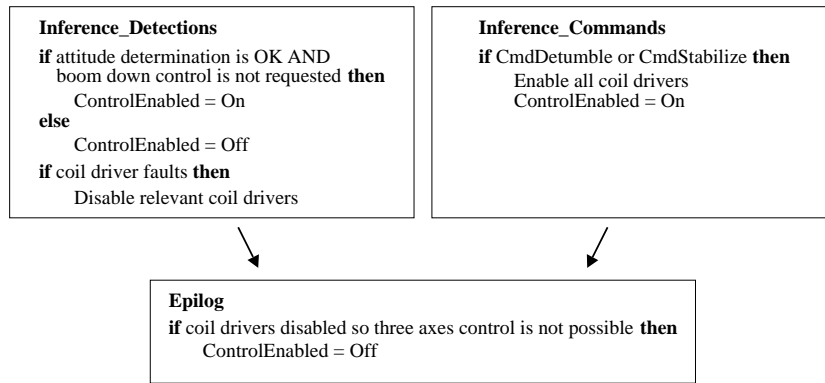 Inference_Detections
if attitude determination is OK AND
boom down control is not requested then
ControlEnabled = On
else
ControlEnabled = Off
if coil driver faults then
Disable relevant coil drivers
Inference_Commands
if CmdDetumble or CmdStabilize then
Enable all coil drivers
ControlEnabled = On
Epilog
if coil drivers disabled so three axes control is not possible then
ControlEnabled = Off